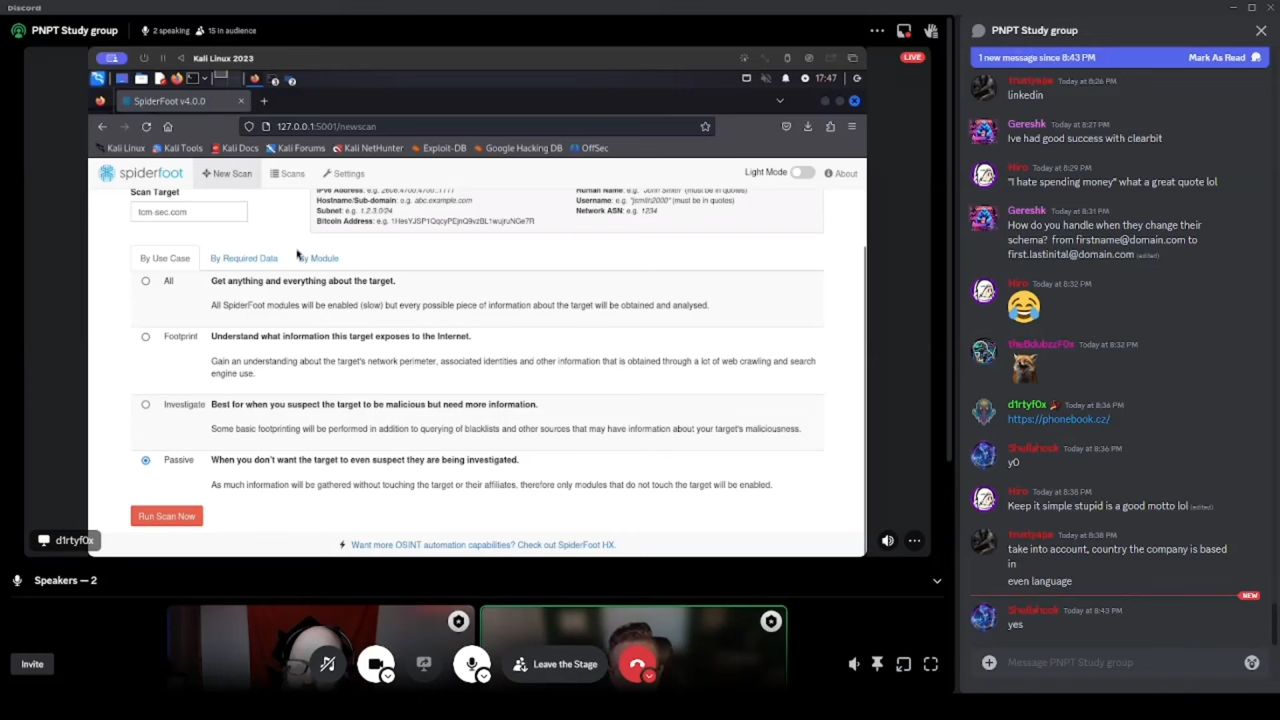 Discord
PNPT Study group
2 speaking
15 in audience
Kali Linux 2023
LIVE
17:47
SpiderFoot v4.0.0
127.0.0.1:5001/newscan
Kali Linux
Kali Tools
Kali Docs
Kali Forums
Kali NetHunter
Exploit-DB
Google Hacking DB
OffSec
spiderfoot
New Scan
Scans
Settings
Light Mode
About
Scan Target
tcm-sec.com
Hostname/Sub-domain: e.g. abc.example.com
Subnet: e.g. 1.2.3.0/24
Bitcoin Address: e.g. 1HesYJSP1QqcyPEjnQ9vzBL1wujruNGe7R
Human Name: e.g. "John Smith" (must be in quotes)
Username: e.g. "jsmith2000" (must be in quotes)
Network ASN: e.g. 1234
By Use Case
By Required Data
By Module
All
Get anything and everything about the target.
All SpiderFoot modules will be enabled (slow) but every possible piece of information about the target will be obtained and analysed.
Footprint
Understand what information this target exposes to the Internet.
Gain an understanding about the target's network perimeter, associated identities and other information that is obtained through a lot of web crawling and search
engine use.
Investigate
Best for when you suspect the target to be malicious but need more information.
Some basic footprinting will be performed in addition to querying of blacklists and other sources that may have information about your target's maliciousness.
Passive
When you don't want the target to even suspect they are being investigated.
As much information will be gathered without touching the target or their affiliates, therefore only modules that do not touch the target will be enabled.
Run Scan Now
Want more OSINT automation capabilities? Check out SpiderFoot HX.
d1rtyf0x
Speakers — 2
Invite
Leave the Stage
PNPT Study group
1 new message since 8:43 PM
Mark As Read
Today at 8:26 PM
linkedin
Gereshk Today at 8:27 PM
Ive had good success with clearbit
Hiro Today at 8:29 PM
"I hate spending money" what a great quote lol
Gereshk Today at 8:31 PM
How do you handle when they change their
schema? from firstname@domain.com to
first.lastinital@domain.com (edited)
Hiro Today at 8:32 PM
Today at 8:32 PM
d1rtyf0x Today at 8:36 PM
https://phonebook.cz/
Today at 8:36 PM
yO
Hiro Today at 8:38 PM
Keep it simple stupid is a good motto lol (edited)
Today at 8:38 PM
take into account, country the company is based
in
even language
NEW
Today at 8:43 PM
yes
Message PNPT Study group